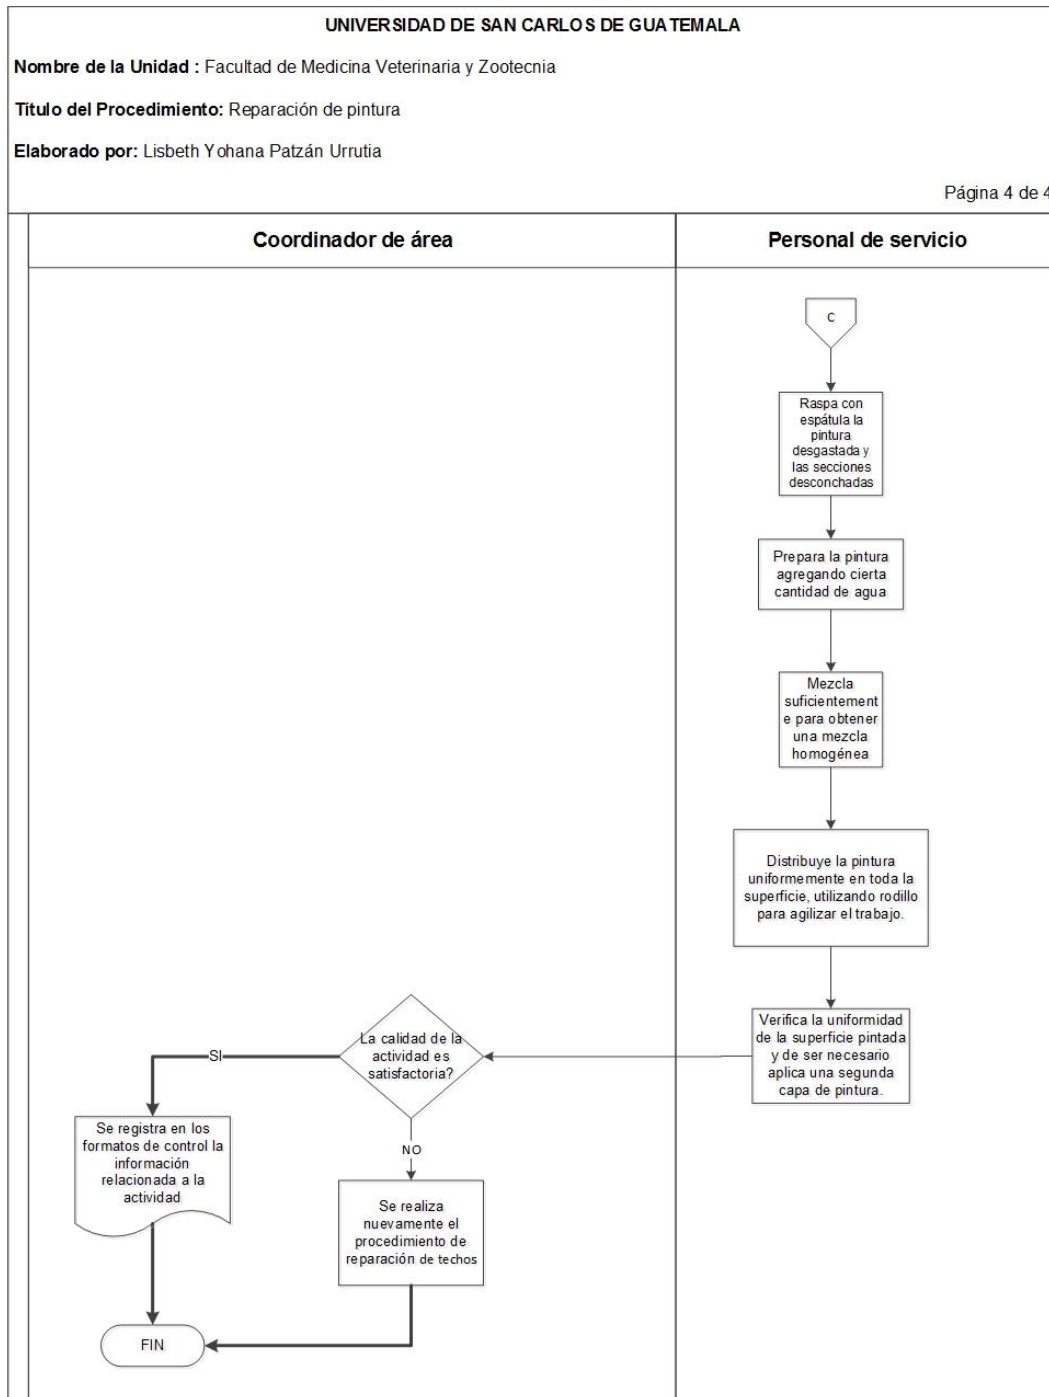 UNIVERSIDAD DE SAN CARLOS DE GUATEMALA
Nombre de la Unidad : Facultad de Medicina Veterinaria y Zootecnia
Titulo del Procedimiento: Reparación de pintura
Elaborado por: Lisbeth Yohana Patzán Urrutia
Página 4 de 4
Coordinador de área
Personal de servicio
C
Raspa con
espátula la
pintura
desgastada y
las secciones
desconchadas
Prepara la pintura
agregando cierta
cantidad de agua
Mezcla
suficientement
e para obtener
una mezcla
homogénea
Distribuye la pintura
uniformemente en toda la
superficie, utilizando rodillo
para agilizar el trabajo.
Verifica la uniformidad
de la superficie pintada
y de ser necesario
aplica una segunda
capa de pintura.
La calidad de la
actividad es
satisfactoria?
SI
Se registra en los
formatos de control la
información
relacionada a la
actividad
NO
Se realiza
nuevamente el
procedimiento de
reparación de techos
FIN